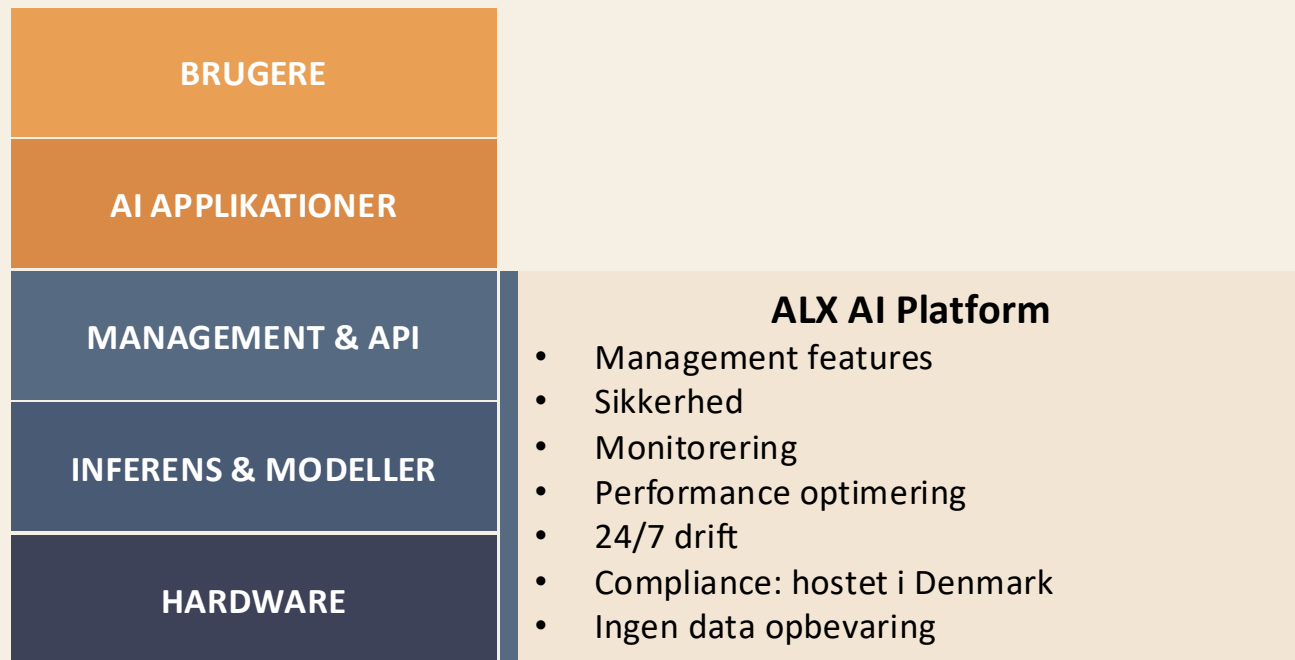 BRUGERE
AI APPLIKATIONER
MANAGEMENT & API
INFERENS & MODELLER
HARDWARE
ALX AI Platform
• Management features
• Sikkerhed
• Monitorering
• Performance optimering
• 24/7 drift
• Compliance: hostet i Denmark
• Ingen data opbevaring